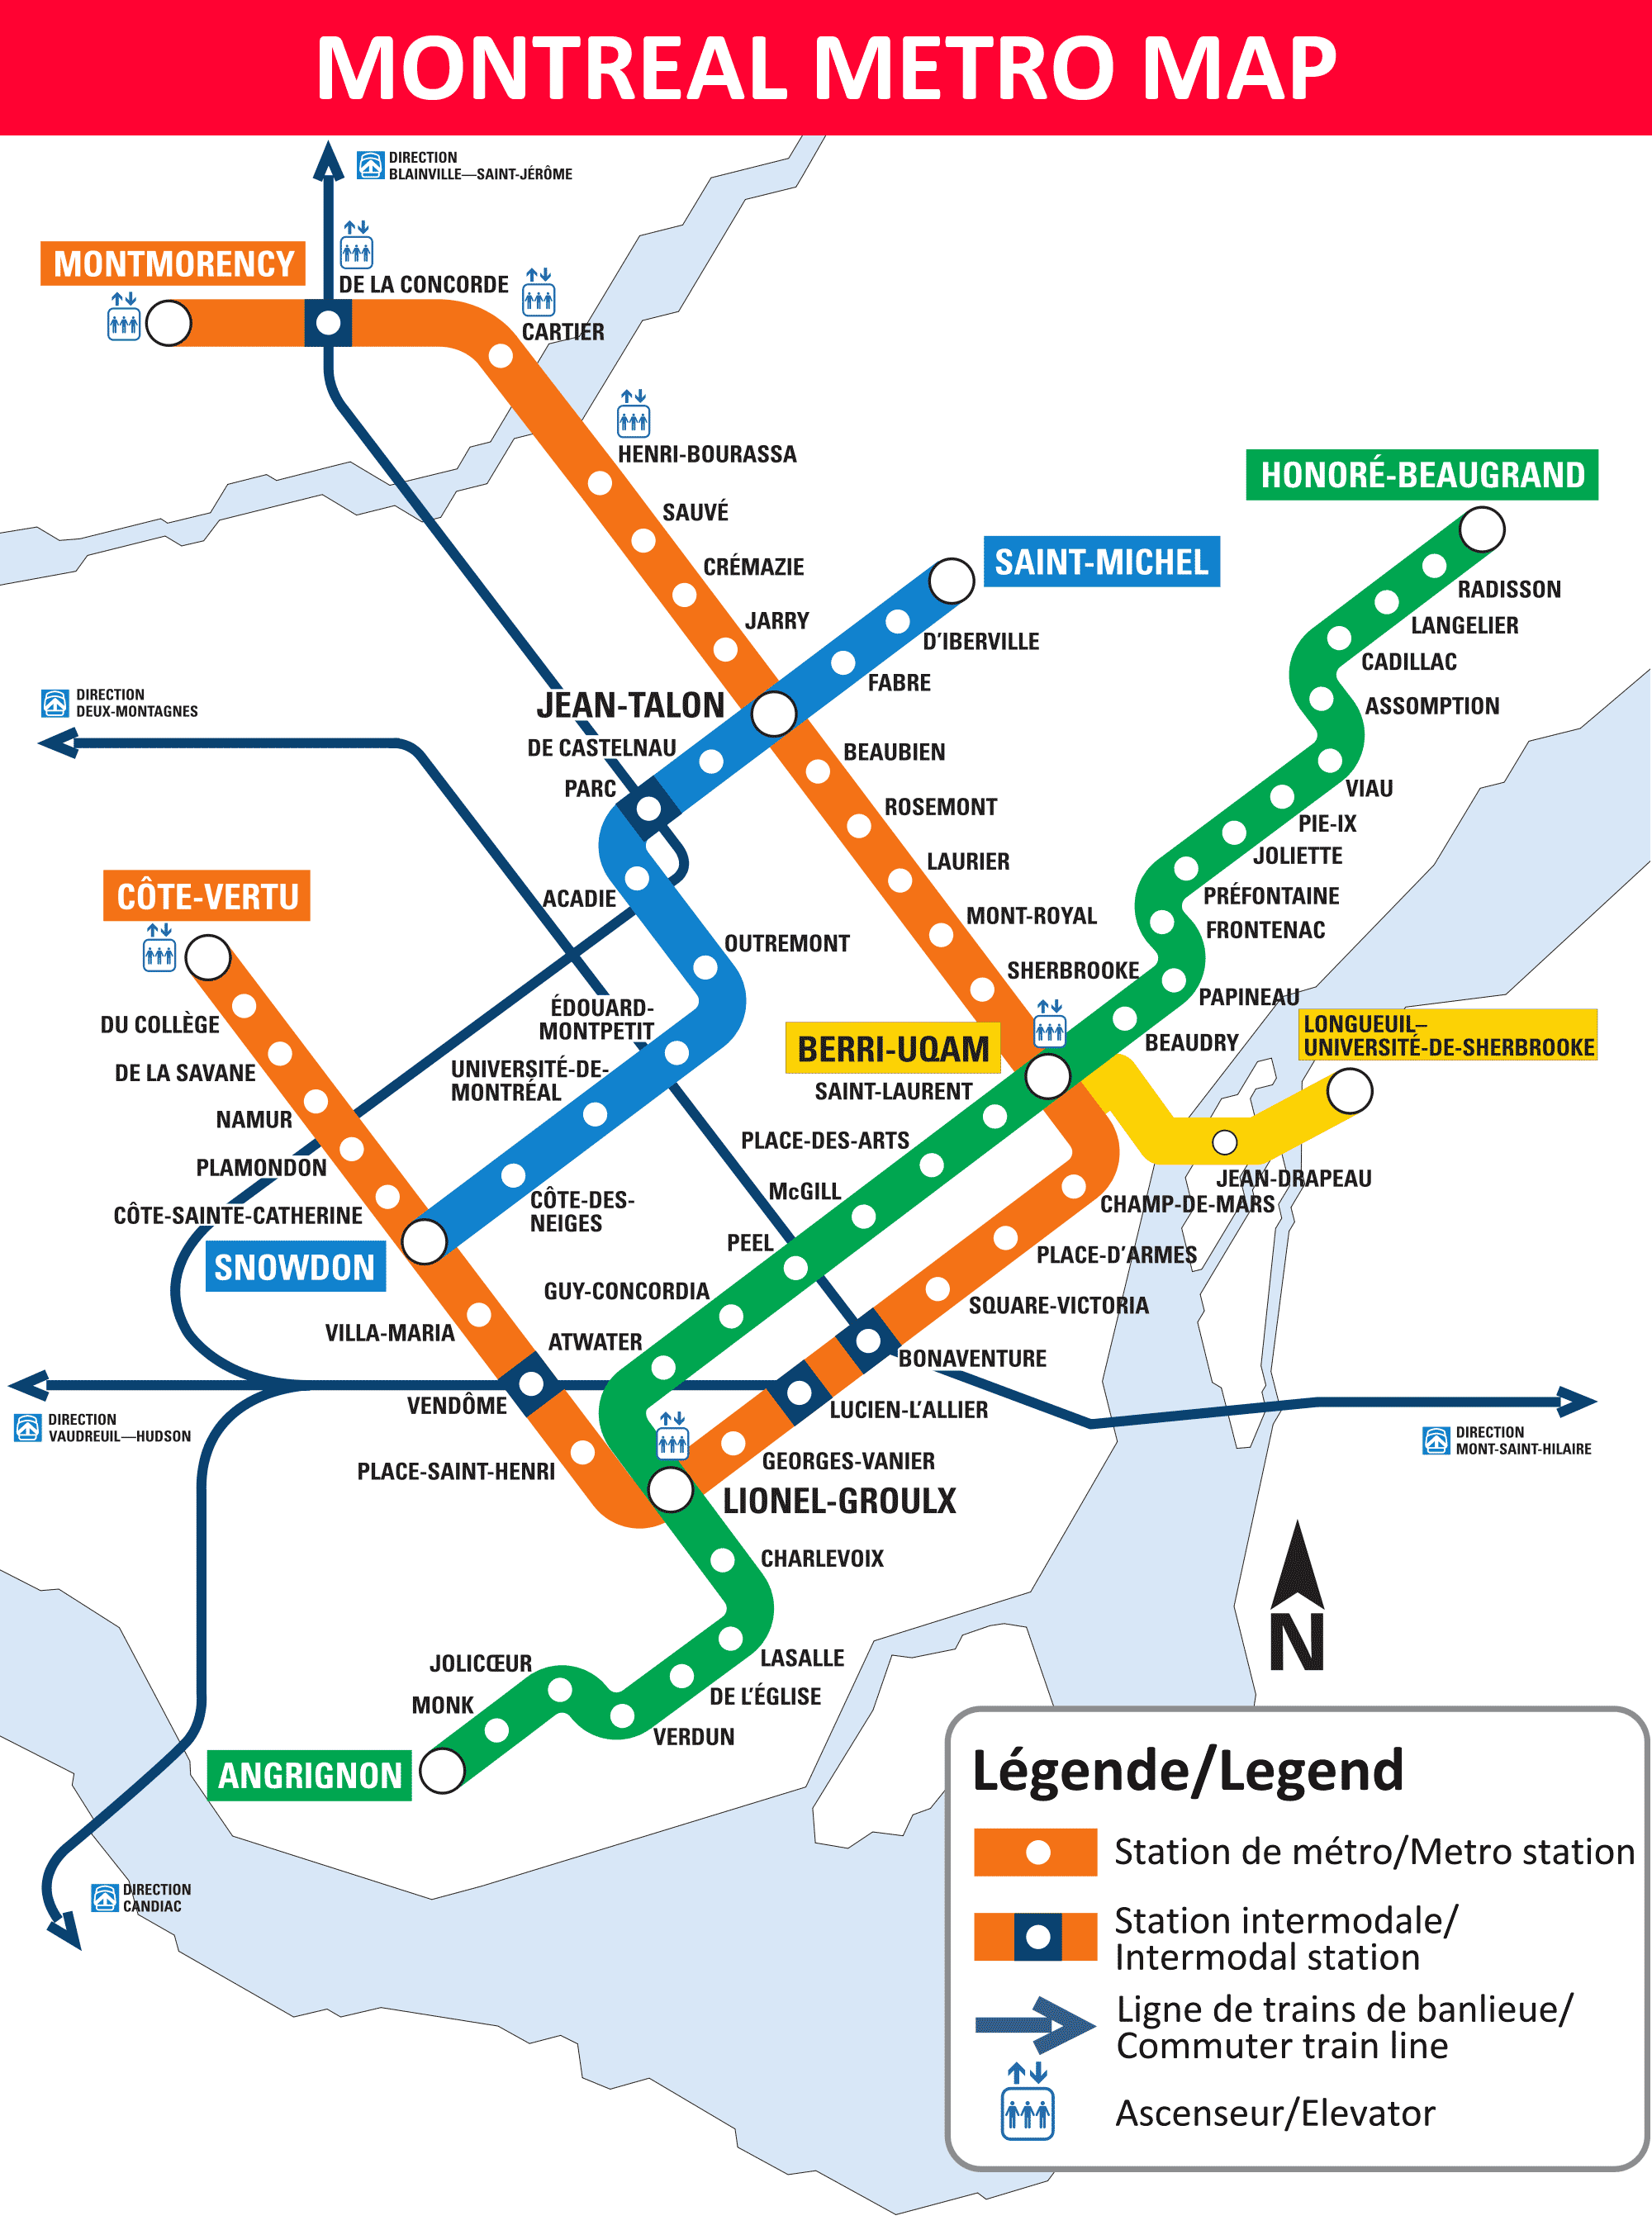 MONTREAL METRO MAP
DIRECTION
BLAINVILLE—SAINT-JÉRÔME
MONTMORENCY
DE LA CONCORDE
CARTIER
HENRI-BOURASSA
HONORÉ-BEAUGRAND
SAUVÉ
SAINT-MICHEL
CRÉMAZIE
RADISSON
JARRY
LANGELIER
D'IBERVILLE
CADILLAC
FABRE
DIRECTION
DEUX-MONTAGNES
JEAN-TALON
ASSOMPTION
DE CASTELNAU
BEAUBIEN
PARC
VIAU
ROSEMONT
PIE-IX
JOLIETTE
LAURIER
CÔTE-VERTU
ACADIE
PRÉFONTAINE
MONT-ROYAL
FRONTENAC
OUTREMONT
SHERBROOKE
PAPINEAU
ÉDOUARD-
MONTPETIT
DU COLLÈGE
LONGUEUIL–
UNIVERSITÉ-DE-SHERBROOKE
BERRI-UQAM
BEAUDRY
DE LA SAVANE
UNIVERSITÉ-DE-
MONTRÉAL
SAINT-LAURENT
NAMUR
PLACE-DES-ARTS
PLAMONDON
JEAN-DRAPEAU
McGILL
CHAMP-DE-MARS
CÔTE-SAINTE-CATHERINE
CÔTE-DES-
NEIGES
PEEL
PLACE-D'ARMES
SNOWDON
GUY-CONCORDIA
SQUARE-VICTORIA
VILLA-MARIA
ATWATER
BONAVENTURE
VENDÔME
LUCIEN-L'ALLIER
DIRECTION
VAUDREUIL—HUDSON
DIRECTION
MONT-SAINT-HILAIRE
PLACE-SAINT-HENRI
GEORGES-VANIER
LIONEL-GROULX
CHARLEVOIX
N
JOLICŒUR
LASALLE
MONK
DE L'ÉGLISE
VERDUN
ANGRIGNON
DIRECTION
CANDIAC
Légende/Legend
Station de métro/Metro station
Station intermodale/
Intermodal station
Ligne de trains de banlieue/
Commuter train line
Ascenseur/Elevator